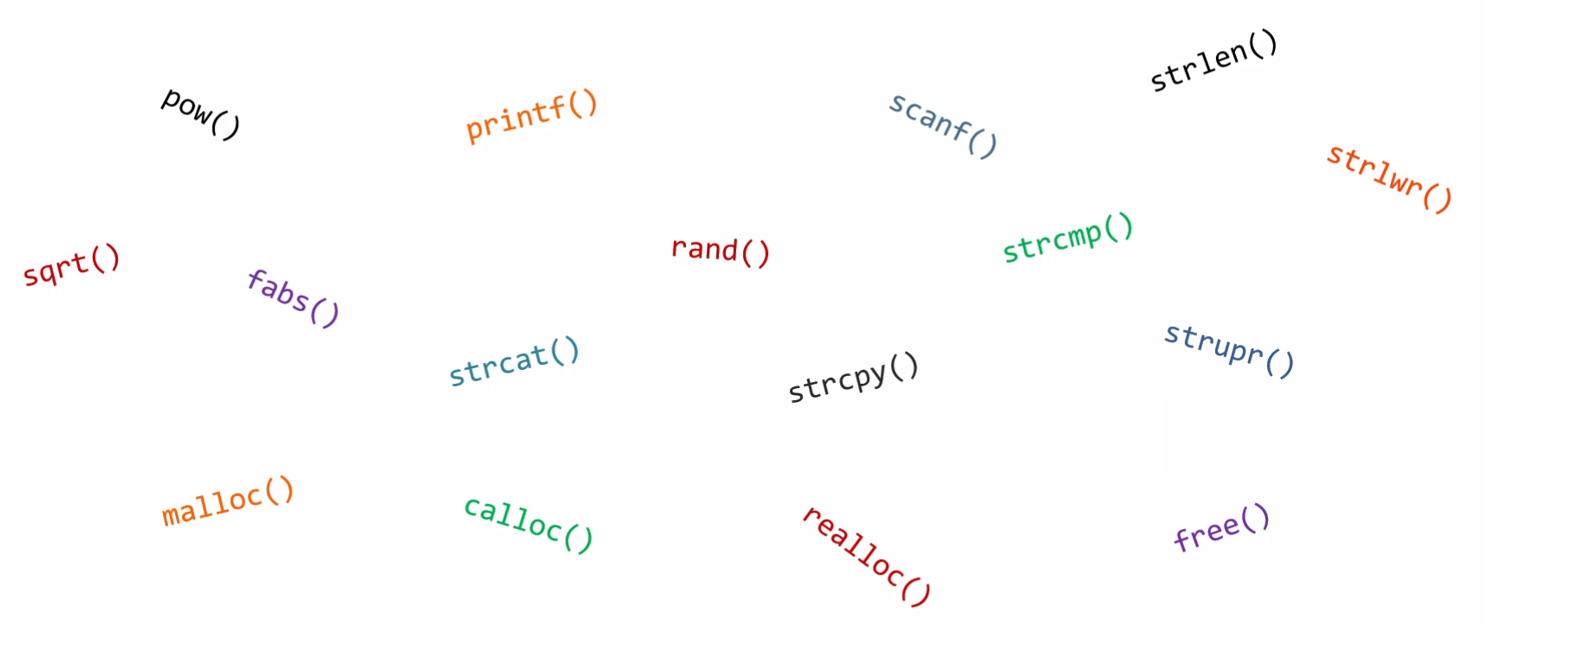 strlen()
pow()
printf()
scanf()
strlwr()
sqrt()
fabs()
rand()
strcmp()
strcat()
strcpy()
strupr()
malloc()
calloc()
realloc()
free()